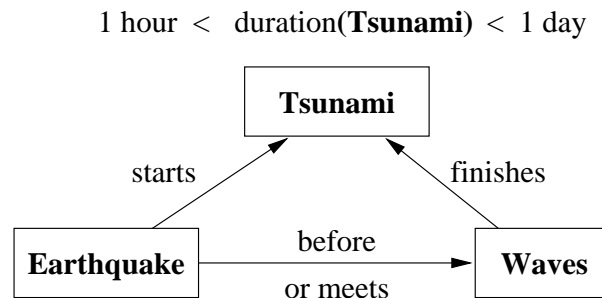 1 hour < duration(Tsunami) < 1 day
Tsunami
starts
finishes
Earthquake
before
or meets
Waves